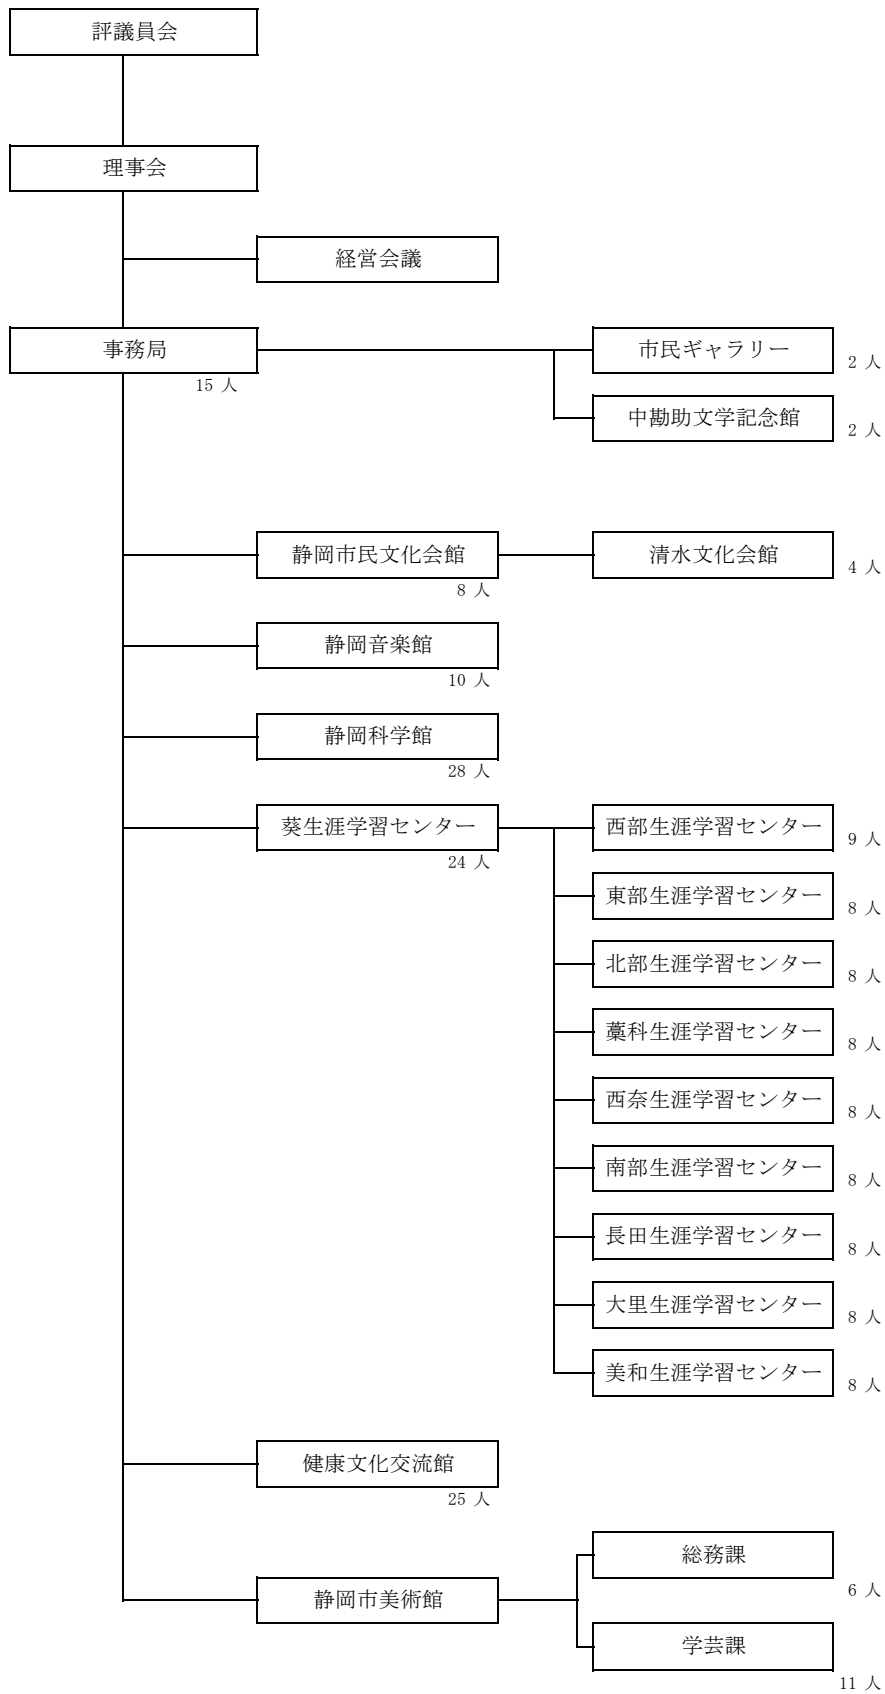 評議員会
理事会
経営会議
事務局
15 人
市民ギャラリー
2 人
中勘助文学記念館
2 人
静岡市民文化会館
8 人
清水文化会館
4 人
静岡音楽館
10 人
静岡科学館
28 人
葵生涯学習センター
24 人
西部生涯学習センター
9 人
東部生涯学習センター
8 人
北部生涯学習センター
8 人
藁科生涯学習センター
8 人
西奈生涯学習センター
8 人
南部生涯学習センター
8 人
長田生涯学習センター
8 人
大里生涯学習センター
8 人
美和生涯学習センター
8 人
健康文化交流館
25 人
静岡市美術館
総務課
6 人
学芸課
11 人